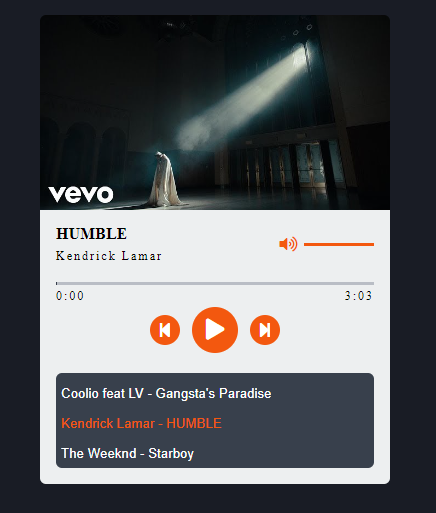 vevo
HUMBLE
Kendrick Lamar
0:00
3:03
Coolio feat LV - Gangsta's Paradise
Kendrick Lamar - HUMBLE
The Weeknd - Starboy